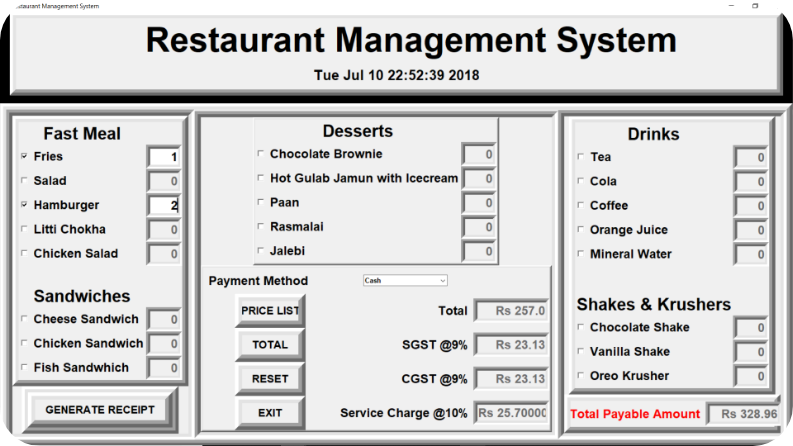 Restaurant Management System
Tue Jul 10 22:52:39 2018
Fast Meal
Fries 1
Salad 0
Hamburger 2
Litti Chokha 0
Chicken Salad 0
Sandwiches
Cheese Sandwich 0
Chicken Sandwich 0
Fish Sandwhich 0
GENERATE RECEIPT
Desserts
Chocolate Brownie 0
Hot Gulab Jamun with Icecream 0
Paan 0
Rasmalai 0
Jalebi 0
Payment Method Cash
PRICE LIST
TOTAL
RESET
EXIT
Total Rs 257.0
SGST @9% Rs 23.13
CGST @9% Rs 23.13
Service Charge @10% Rs 25.70000
Drinks
Tea 0
Cola 0
Coffee 0
Orange Juice 0
Mineral Water 0
Shakes & Krushers
Chocolate Shake 0
Vanilla Shake 0
Oreo Krusher 0
Total Payable Amount Rs 328.96